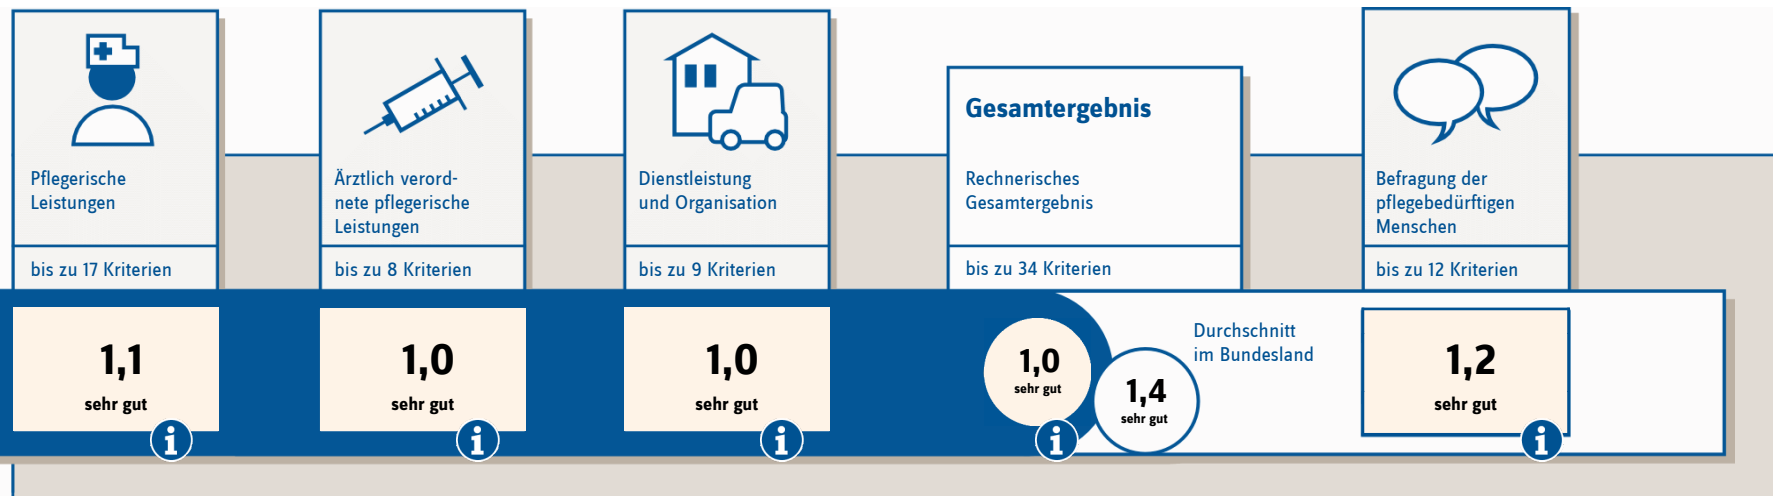 Pflegerische
Leistungen
bis zu 17 Kriterien
1,1
sehr gut
i
Ärztlich verord-
nete pflegerische
Leistungen
bis zu 8 Kriterien
1,0
sehr gut
i
Dienstleistung
und Organisation
bis zu 9 Kriterien
1,0
sehr gut
i
Gesamtergebnis
Rechnerisches
Gesamtergebnis
bis zu 34 Kriterien
1,0
sehr gut
i
1,4
sehr gut
Durchschnitt
im Bundesland
Befragung der
pflegebedürftigen
Menschen
bis zu 12 Kriterien
1,2
sehr gut
i